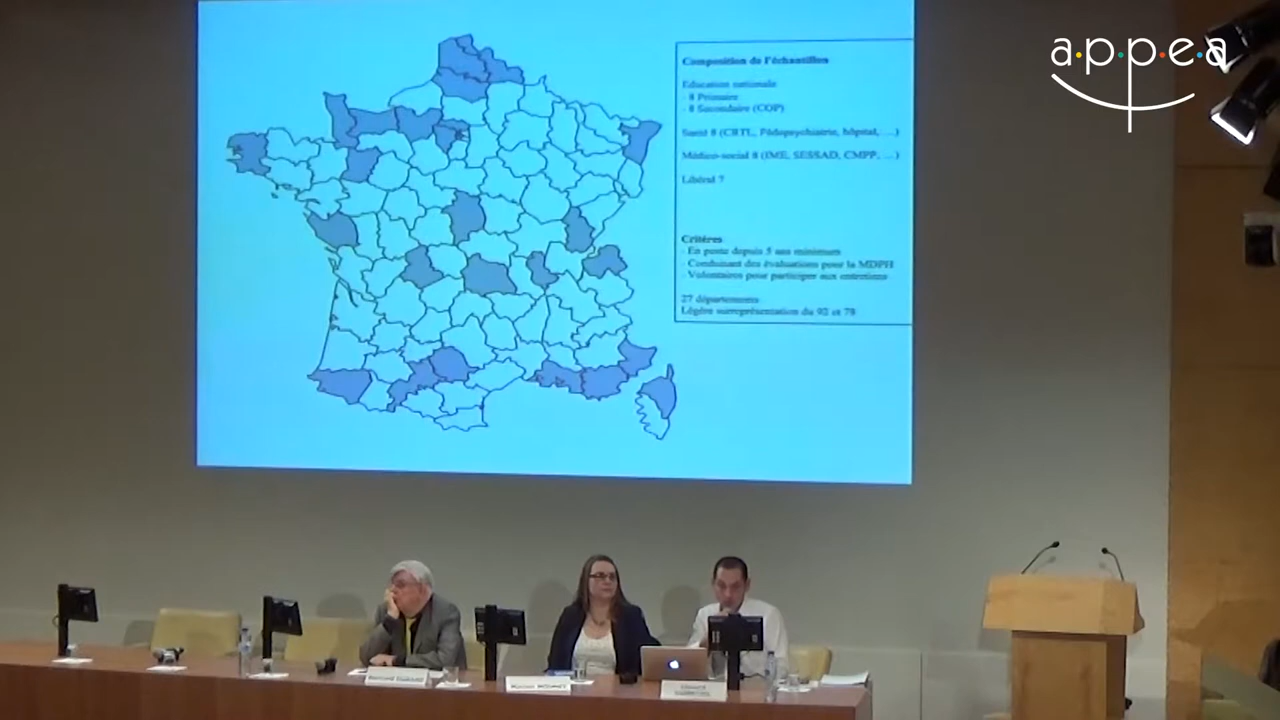 a.p.p.e.a
Composition de l'échantillon
Education nationale
- 8 Primaire
- 8 Secondaire (COP)
Santé 8 (CRTL, Pédopsychiatrie, hôpital, …)
Médico-social 8 (IME, SESSAD, CMPP, …)
Libéral 7
Critères
- En poste depuis 5 ans minimum
- Conduisant des évaluations pour la MDPH
- Volontaires pour participer aux entretiens
27 départements
Légère surreprésentation du 92 et 78